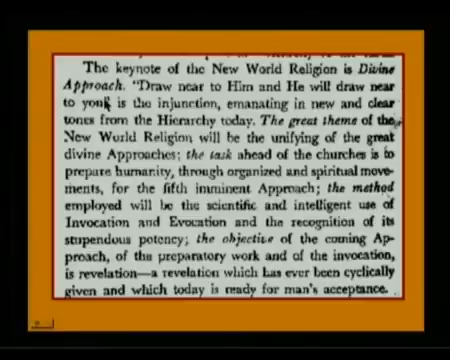 The keynote of the New World Religion is Divine
Approach. "Draw near to Him and He will draw near
to you" is the injunction, emanating in new and clear
tones from the Hierarchy today. The great theme of the
New World Religion will be the unifying of the great
divine Approaches; the task ahead of the churches is to
prepare humanity, through organized and spiritual move-
ments, for the fifth imminent Approach; the method
employed will be the scientific and intelligent use of
Invocation and Evocation and the recognition of its
stupendous potency; the objective of the coming Ap-
proach, of the preparatory work and of the invocation,
is revelation—a revelation which has ever been cyclically
given and which today is ready for man's acceptance.